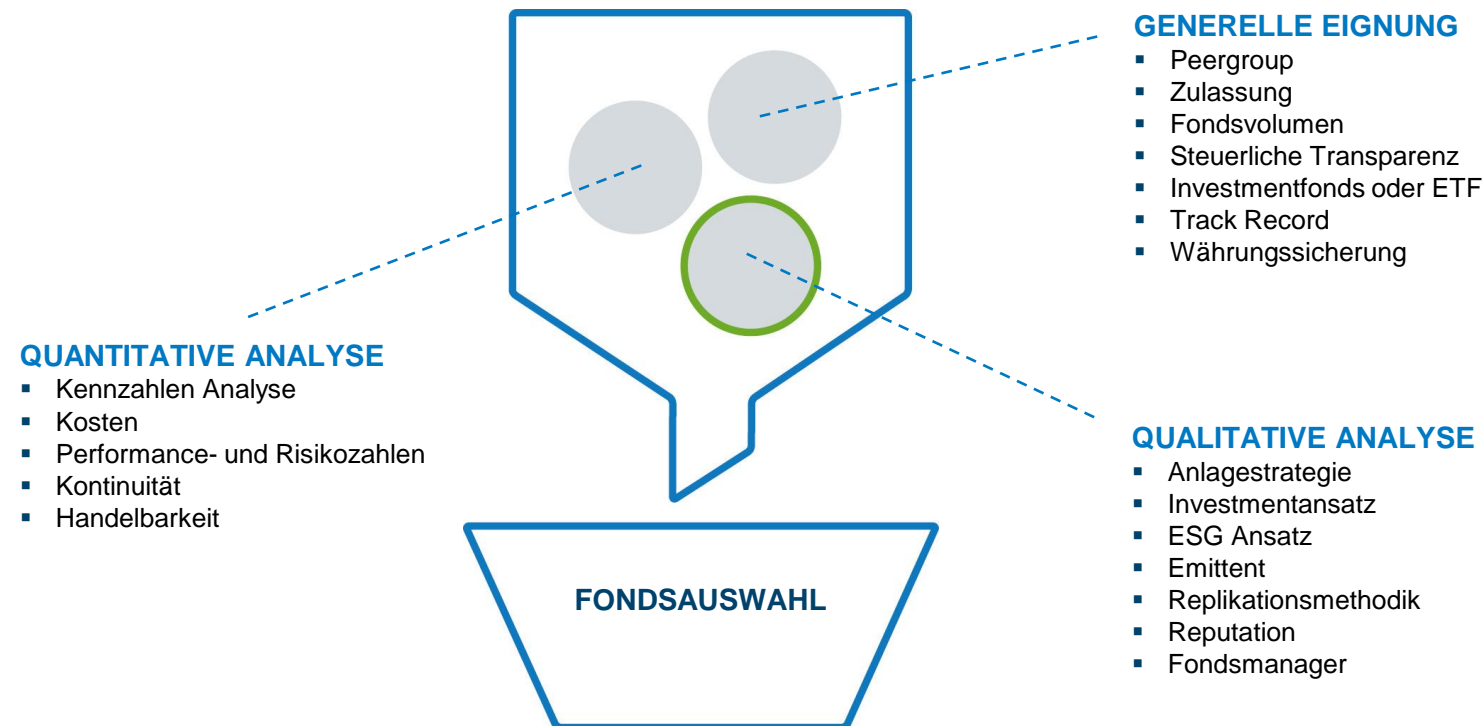 GENERELLE EIGNUNG
▪ Peergroup
▪ Zulassung
▪ Fondsvolumen
▪ Steuerliche Transparenz
▪ Investmentfonds oder ETF
▪ Track Record
▪ Währungssicherung
QUANTITATIVE ANALYSE
▪ Kennzahlen Analyse
▪ Kosten
▪ Performance- und Risikozahlen
▪ Kontinuität
▪ Handelbarkeit
QUALITATIVE ANALYSE
▪ Anlagestrategie
▪ Investmentansatz
▪ ESG Ansatz
▪ Emittent
▪ Replikationsmethodik
▪ Reputation
▪ Fondsmanager
FONDSAUSWAHL